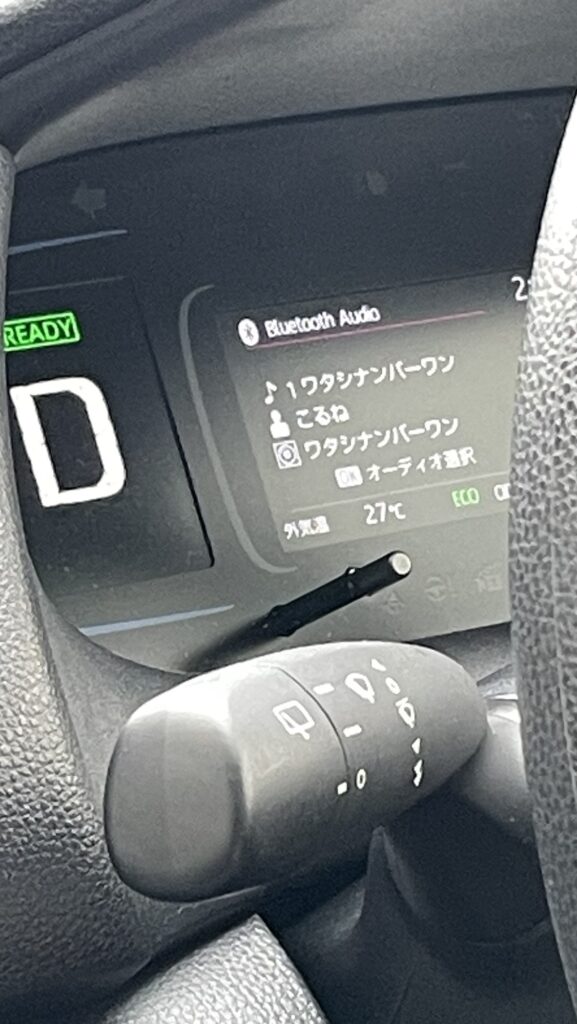 READY
D
Bluetooth Audio
1 ワタシナンバーワン
こるね
ワタシナンバーワン
OK オーディオ選択
外気温 27℃ ECO
0